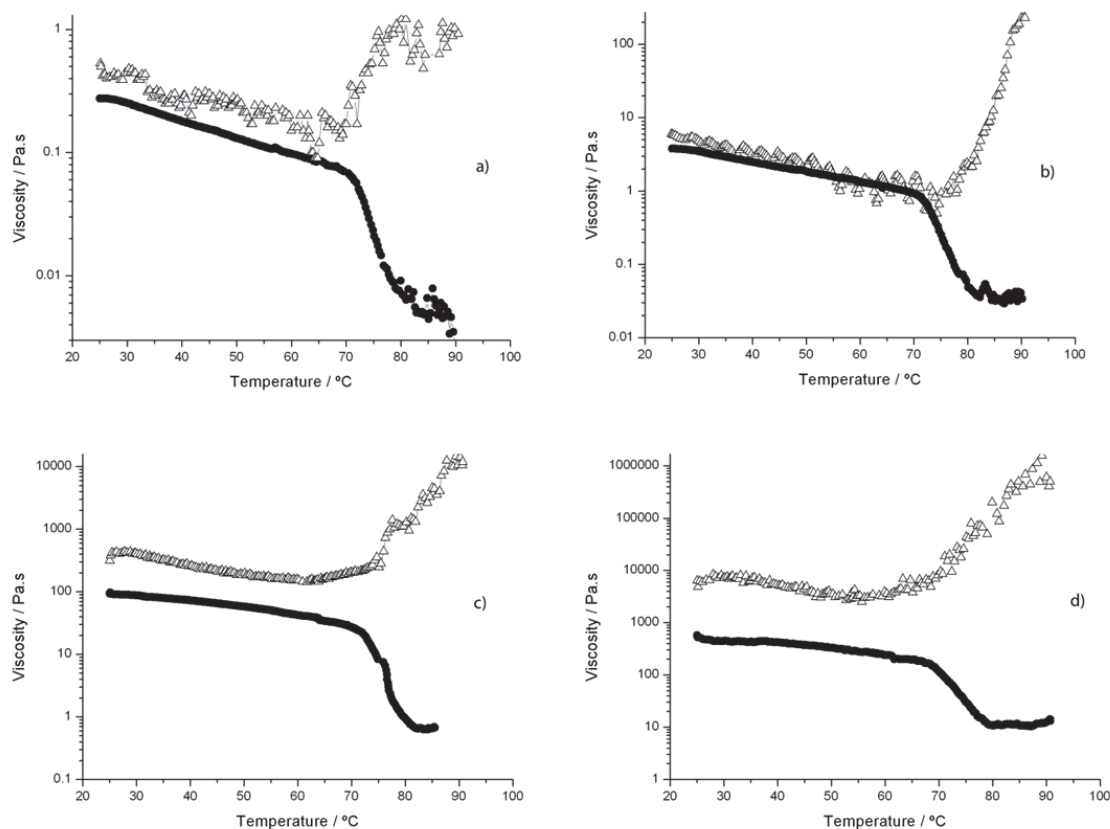 1
0.1
0.01
Viscosity / Pa.s
a)
20 30 40 50 60 70 80 90 100
Temperature / ºC
100
10
1
0.1
0.01
Viscosity / Pa.s
b)
20 30 40 50 60 70 80 90 100
Temperature / ºC
10000
1000
100
10
1
0.1
Viscosity / Pa.s
c)
20 30 40 50 60 70 80 90 100
Temperature / ºC
1000000
100000
10000
1000
100
10
1
Viscosity / Pa.s
d)
20 30 40 50 60 70 80 90 100
Temperature / ºC